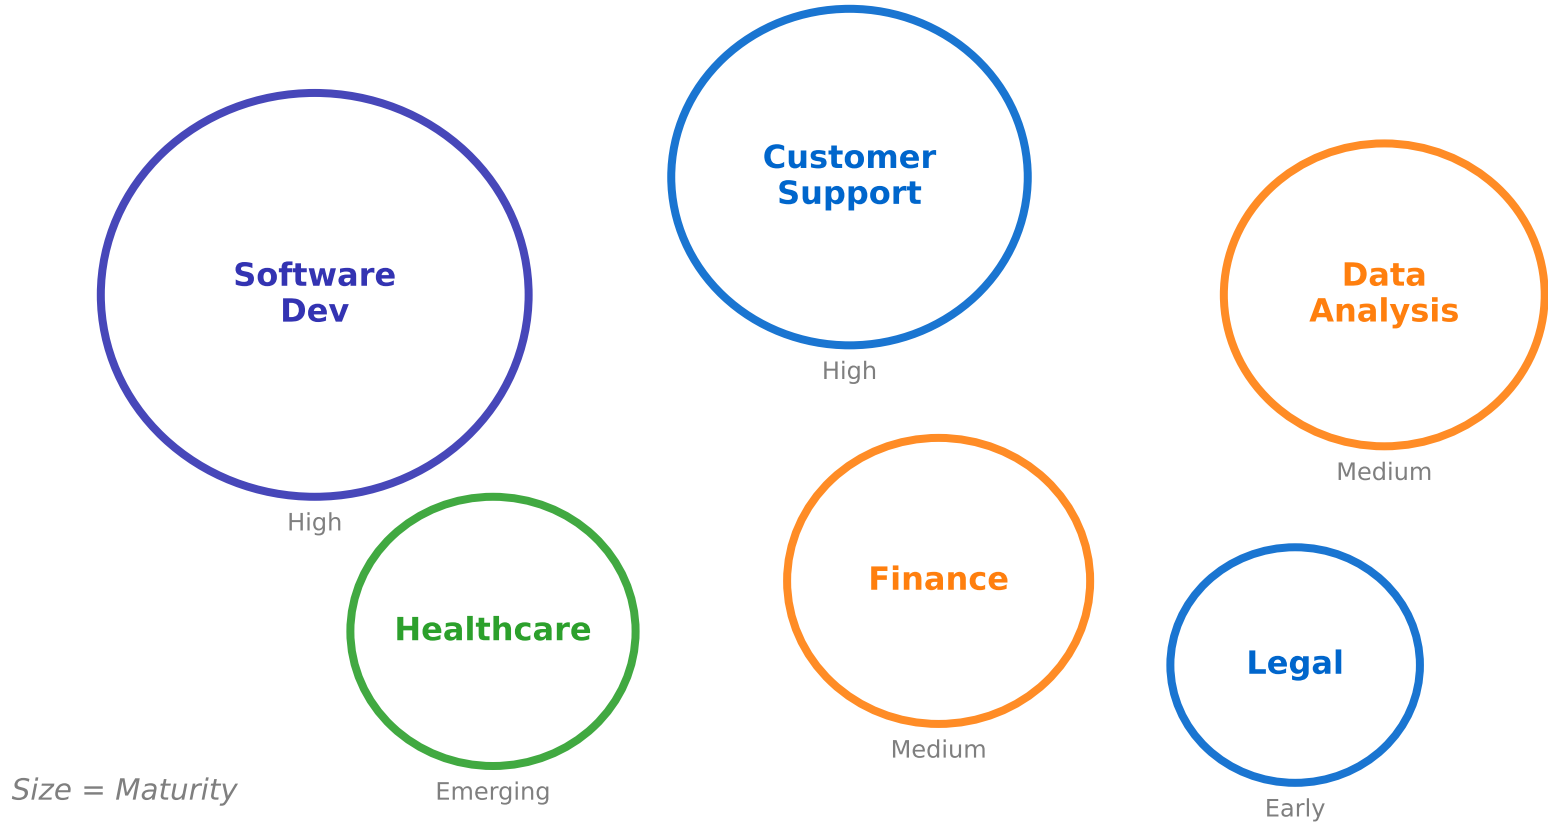 Customer
Support
High
Software
Dev
High
Data
Analysis
Medium
Healthcare
Emerging
Finance
Medium
Legal
Early
Size = Maturity